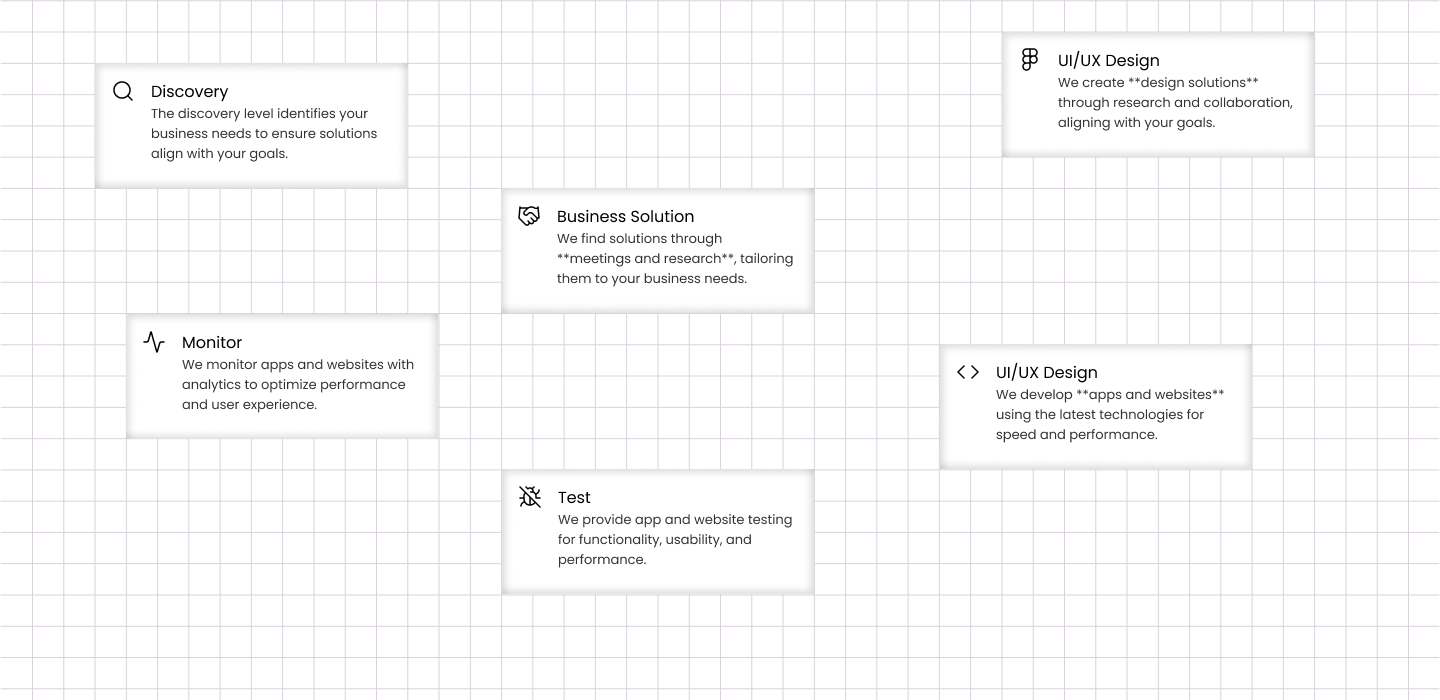 Discovery
The discovery level identifies your
business needs to ensure solutions
align with your goals.
UI/UX Design
We create **design solutions**
through research and collaboration,
aligning with your goals.
Business Solution
We find solutions through
**meetings and research**, tailoring
them to your business needs.
Monitor
We monitor apps and websites with
analytics to optimize performance
and user experience.
UI/UX Design
We develop **apps and websites**
using the latest technologies for
speed and performance.
Test
We provide app and website testing
for functionality, usability, and
performance.